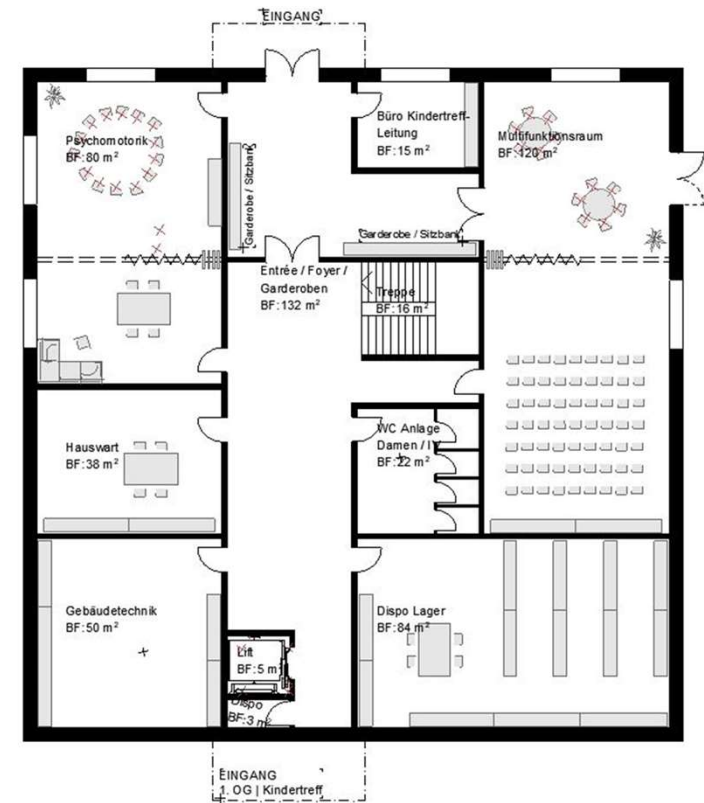 EINGANG
Psychomotorik
BF: 80 m²
Garderobe / Sitzbank
Büro Kindertreff-
Leitung
BF: 15 m²
Multifunktionsraum
BF: 120 m²
Garderobe / Sitzbank
Entrée / Foyer /
Garderoben
BF: 132 m²
Treppe
BF: 16 m²
Hauswart
BF: 38 m²
WC Anlage
Damen / IV
BF: 22 m²
Gebäudetechnik
BF: 50 m²
Dispo Lager
BF: 84 m²
Lift
BF: 5 m²
Dispo
BF: 3 m²
EINGANG
1. OG | Kindertreff